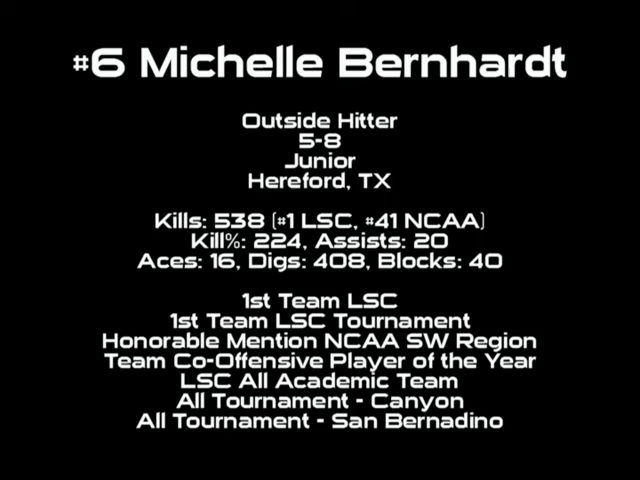 #6 Michelle Bernhardt
Outside Hitter
5-8
Junior
Hereford, TX
Kills: 538 (#1 LSC, #41 NCAA)
Kill%: 224, Assists: 20
Aces: 16, Digs: 408, Blocks: 40
1st Team LSC
1st Team LSC Tournament
Honorable Mention NCAA SW Region
Team Co-Offensive Player of the Year
LSC All Academic Team
All Tournament - Canyon
All Tournament - San Bernadino